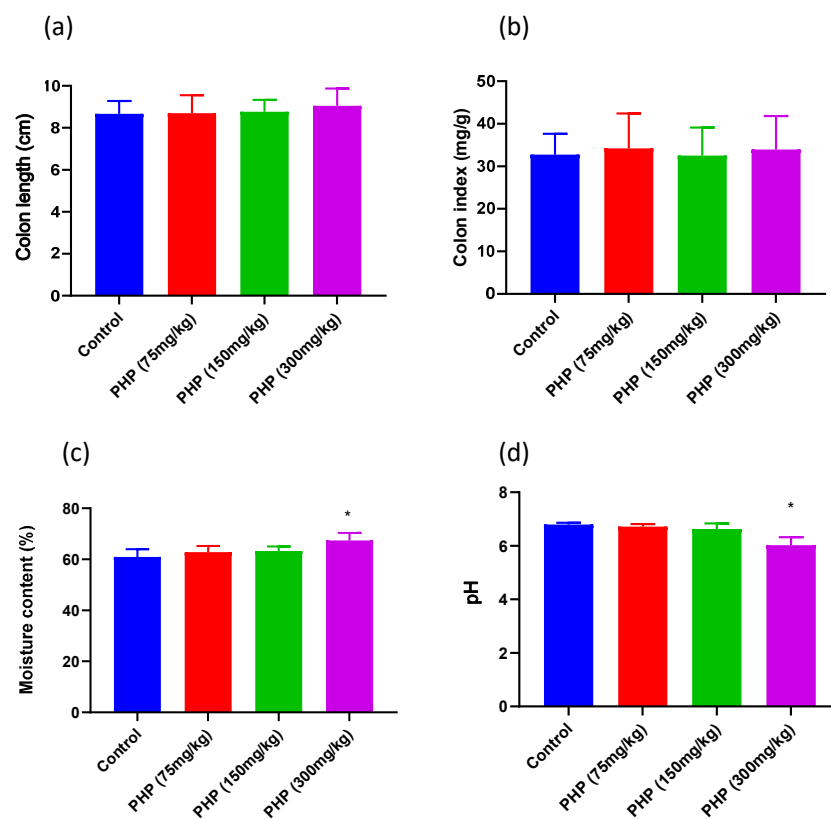 (a)
Colon length (cm)
10
8
6
4
2
0
Control
PHP (75mg/kg)
PHP (150mg/kg)
PHP (300mg/kg)
(b)
Colon index (mg/g)
50
40
30
20
10
0
Control
PHP (75mg/kg)
PHP (150mg/kg)
PHP (300mg/kg)
(c)
Moisture content (%)
80
60
40
20
0
*
Control
PHP (75mg/kg)
PHP (150mg/kg)
PHP (300mg/kg)
(d)
pH
8
6
4
2
0
*
Control
PHP (75mg/kg)
PHP (150mg/kg)
PHP (300mg/kg)